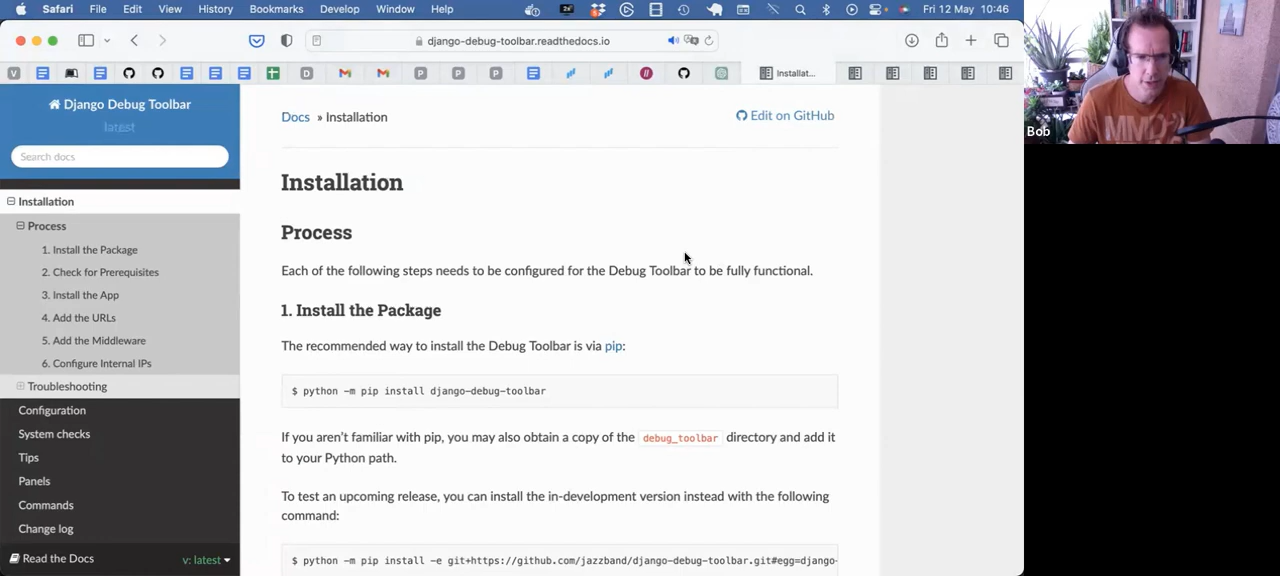 Safari File Edit View History Bookmarks Develop Window Help Fri 12 May 10:46
django-debug-toolbar.readthedocs.io
Installat...
Django Debug Toolbar
latest
Search docs
Installation
Process
1. Install the Package
2. Check for Prerequisites
3. Install the App
4. Add the URLs
5. Add the Middleware
6. Configure Internal IPs
Troubleshooting
Configuration
System checks
Tips
Panels
Commands
Change log
Read the Docs v: latest
Docs » Installation
Edit on GitHub
Installation
Process
Each of the following steps needs to be configured for the Debug Toolbar to be fully functional.
1. Install the Package
The recommended way to install the Debug Toolbar is via pip:
$ python -m pip install django-debug-toolbar
If you aren't familiar with pip, you may also obtain a copy of the debug_toolbar directory and add it
to your Python path.
To test an upcoming release, you can install the in-development version instead with the following
command:
$ python -m pip install -e git+https://github.com/jazzband/django-debug-toolbar.git#egg=django-
Bob